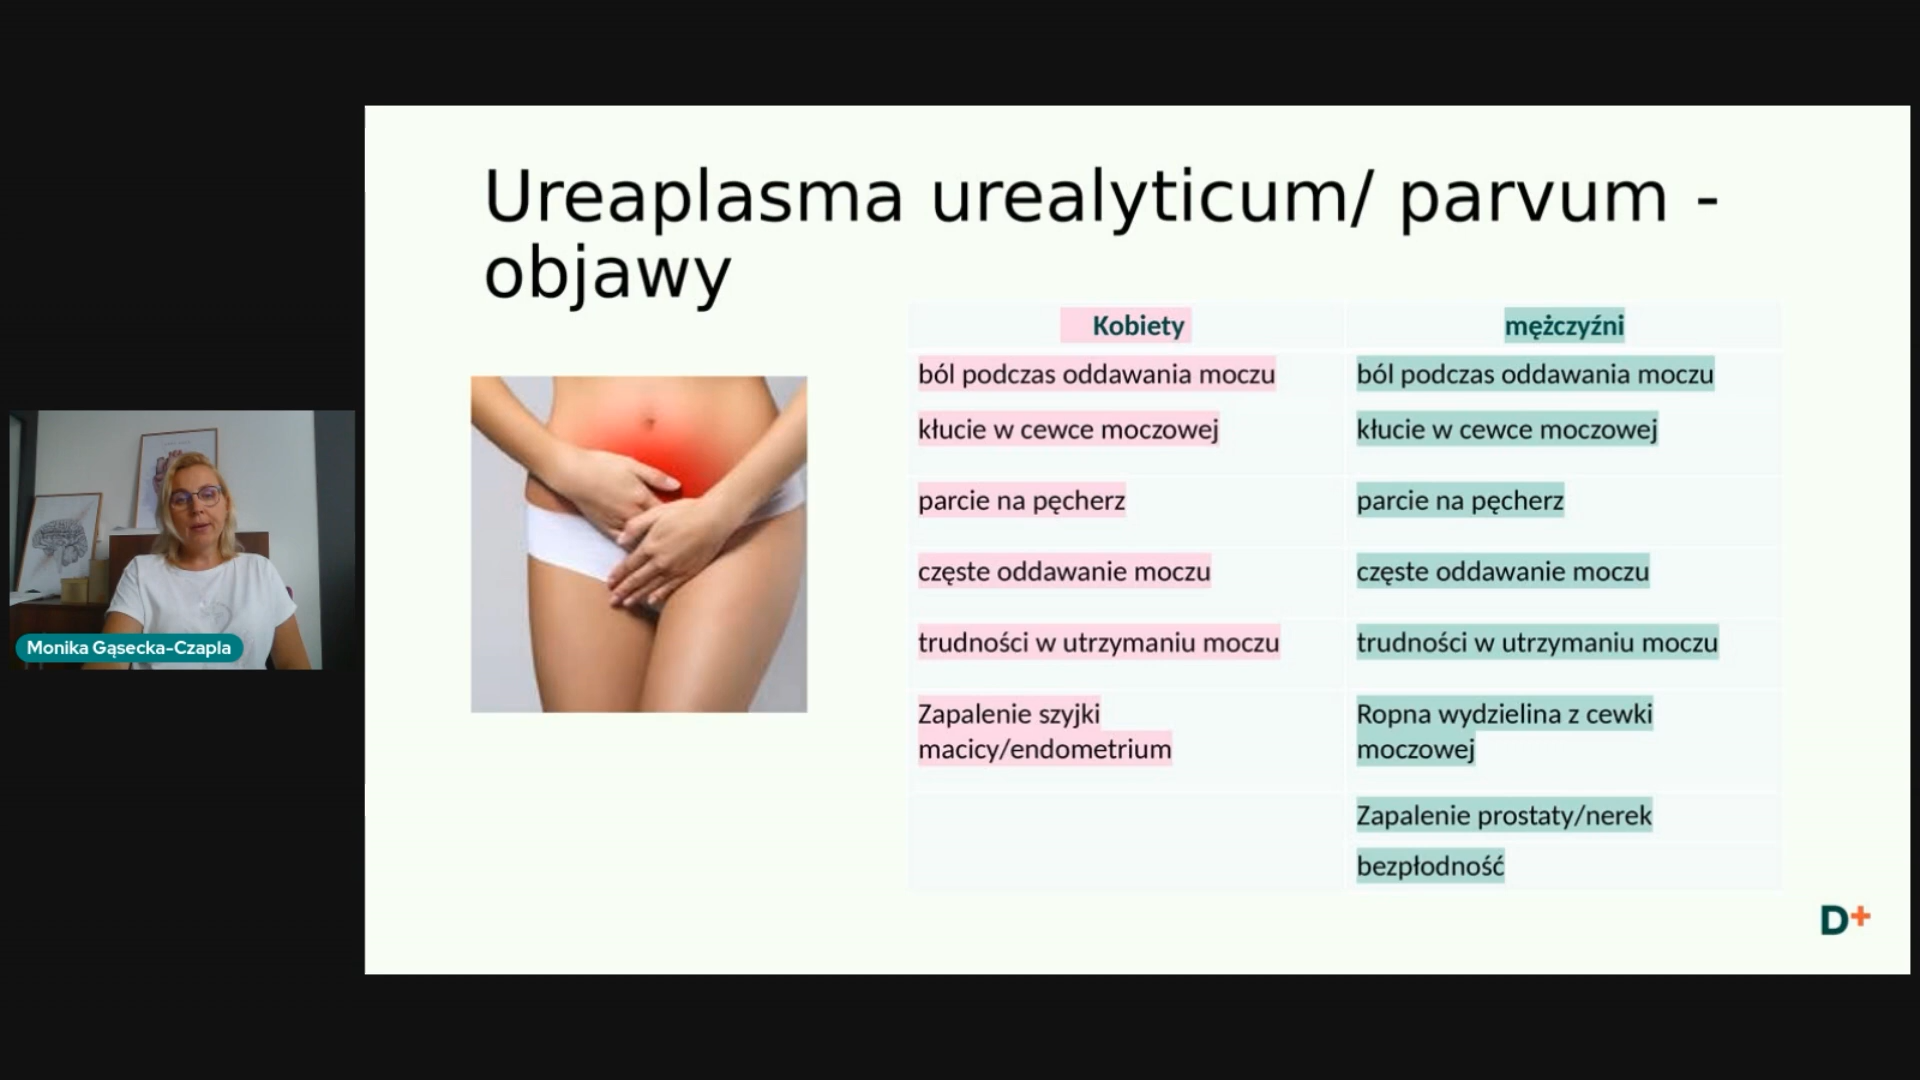 Ureaplasma urealyticum/ parvum -
objawy
Kobiety
mężczyźni
ból podczas oddawania moczu
ból podczas oddawania moczu
kłucie w cewce moczowej
kłucie w cewce moczowej
parcie na pęcherz
parcie na pęcherz
częste oddawanie moczu
częste oddawanie moczu
trudności w utrzymaniu moczu
trudności w utrzymaniu moczu
Zapalenie szyjki
macicy/endometrium
Ropna wydzielina z cewki
moczowej
Zapalenie prostaty/nerek
bezpłodność
Monika Gąsecka-Czapla
D+